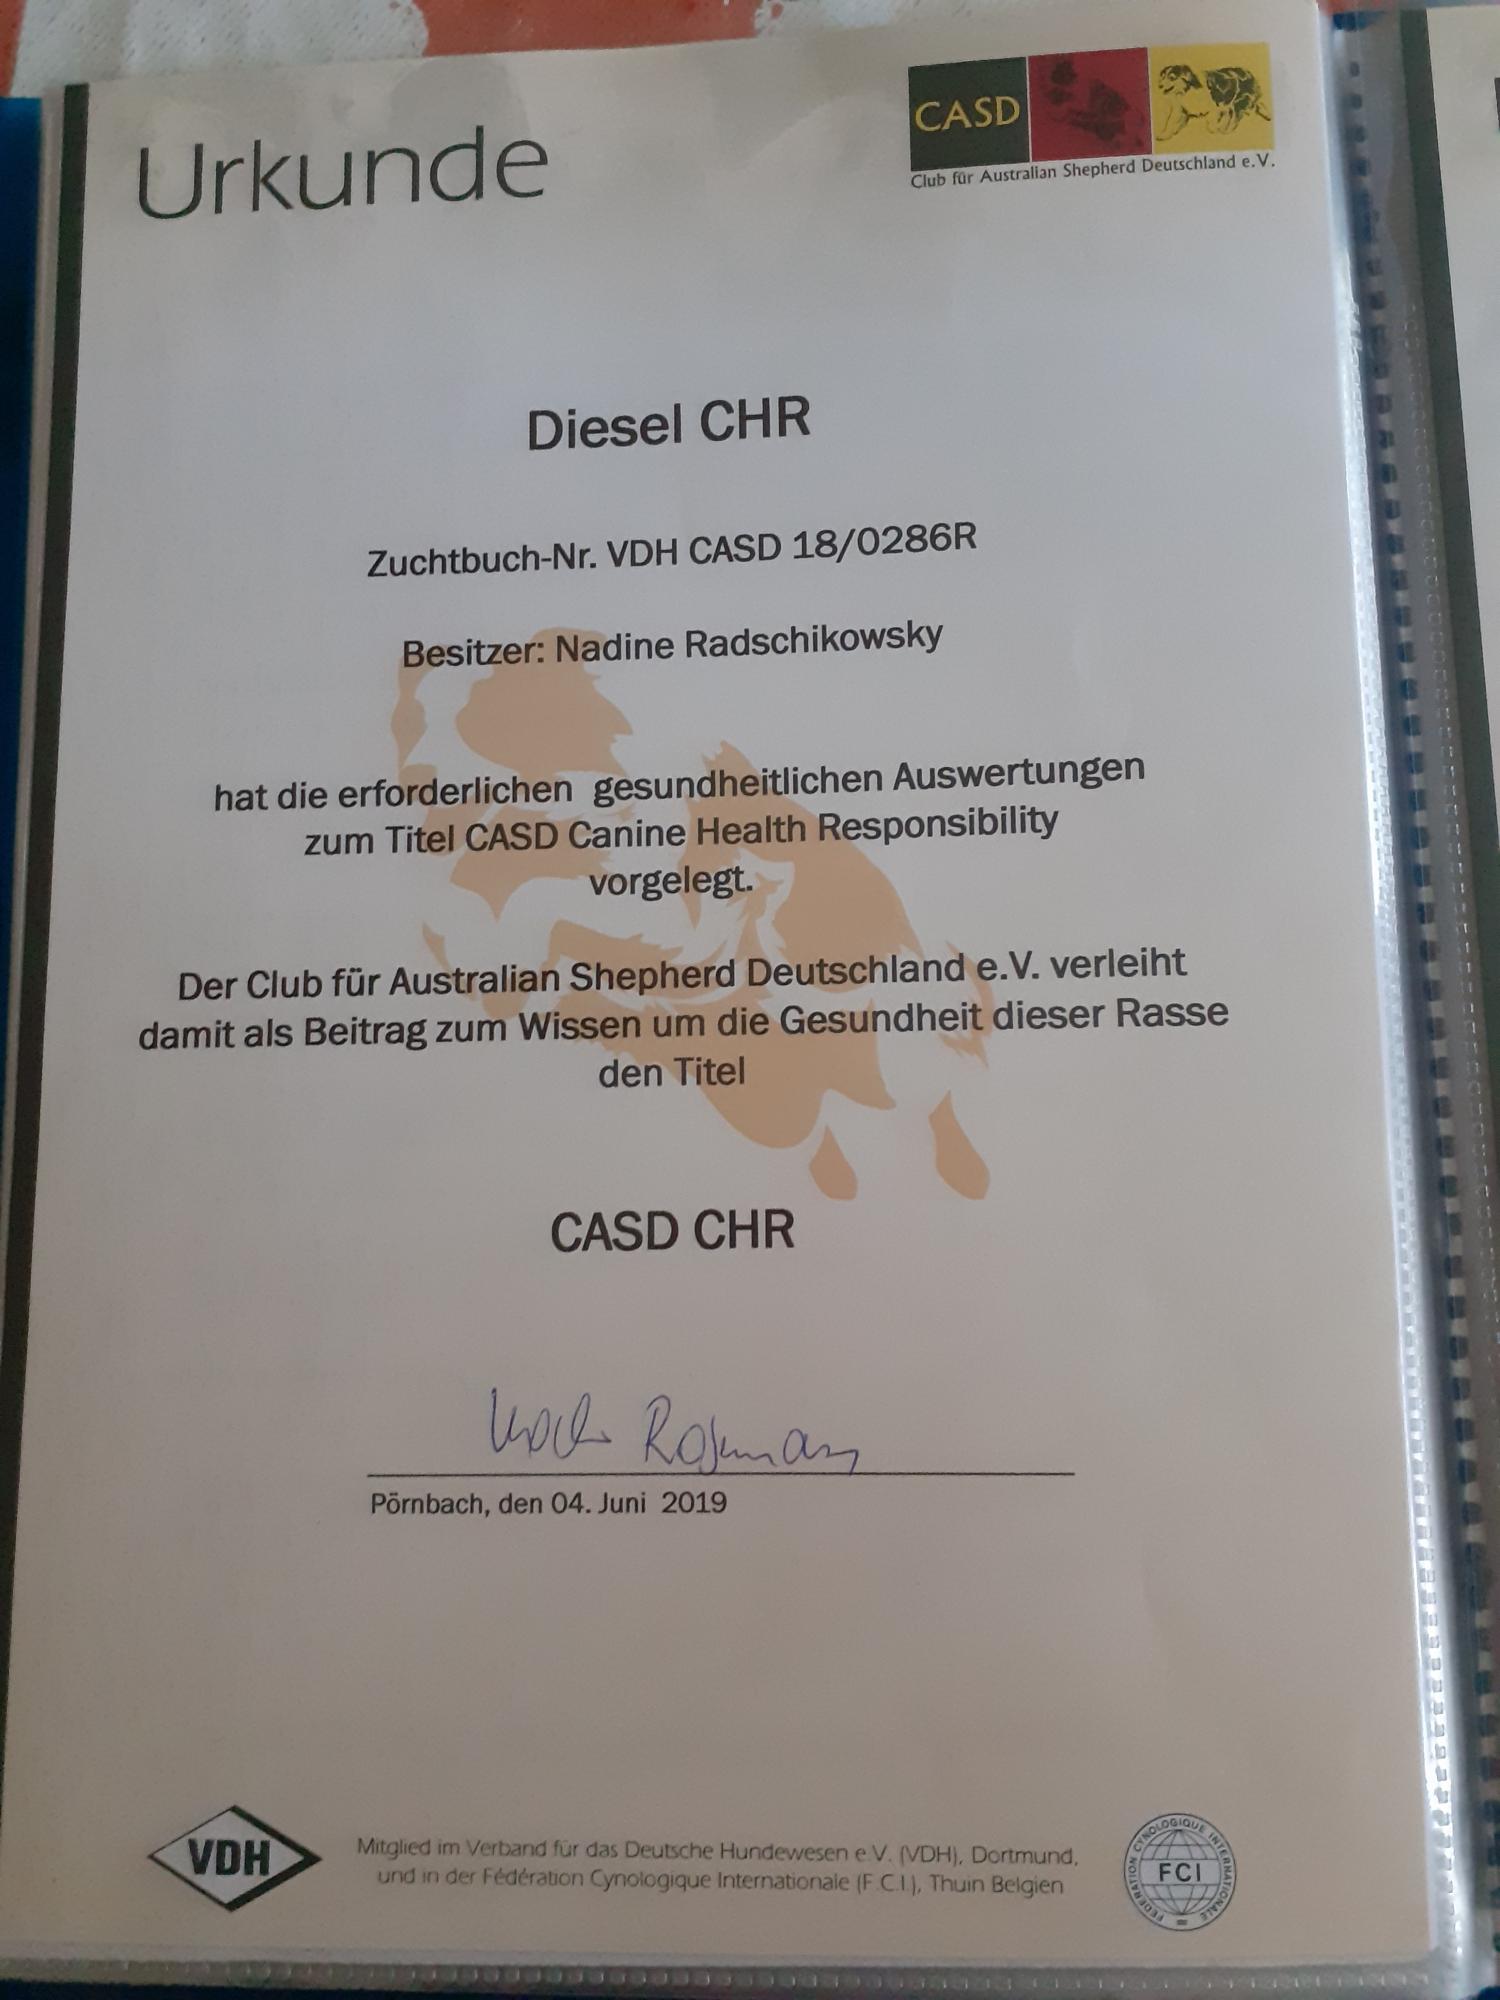 Urkunde
CASD
Club für Australian Shepherd Deutschland e.V.
Diesel CHR
Zuchtbuch-Nr. VDH CASD 18/0286R
Besitzer: Nadine Radschikowsky
hat die erforderlichen gesundheitlichen Auswertungen
zum Titel CASD Canine Health Responsibility
vorgelegt.
Der Club für Australian Shepherd Deutschland e.V. verleiht
damit als Beitrag zum Wissen um die Gesundheit dieser Rasse
den Titel
CASD CHR
Pörnbach, den 04. Juni 2019
VDH
Mitglied im Verband für das Deutsche Hundewesen e.V. (VDH), Dortmund,
und in der Fédération Cynologique Internationale (F.C.I.), Thuin Belgien
FEDERATION CYNOLOGIQUE INTERNATIONALE
FCI